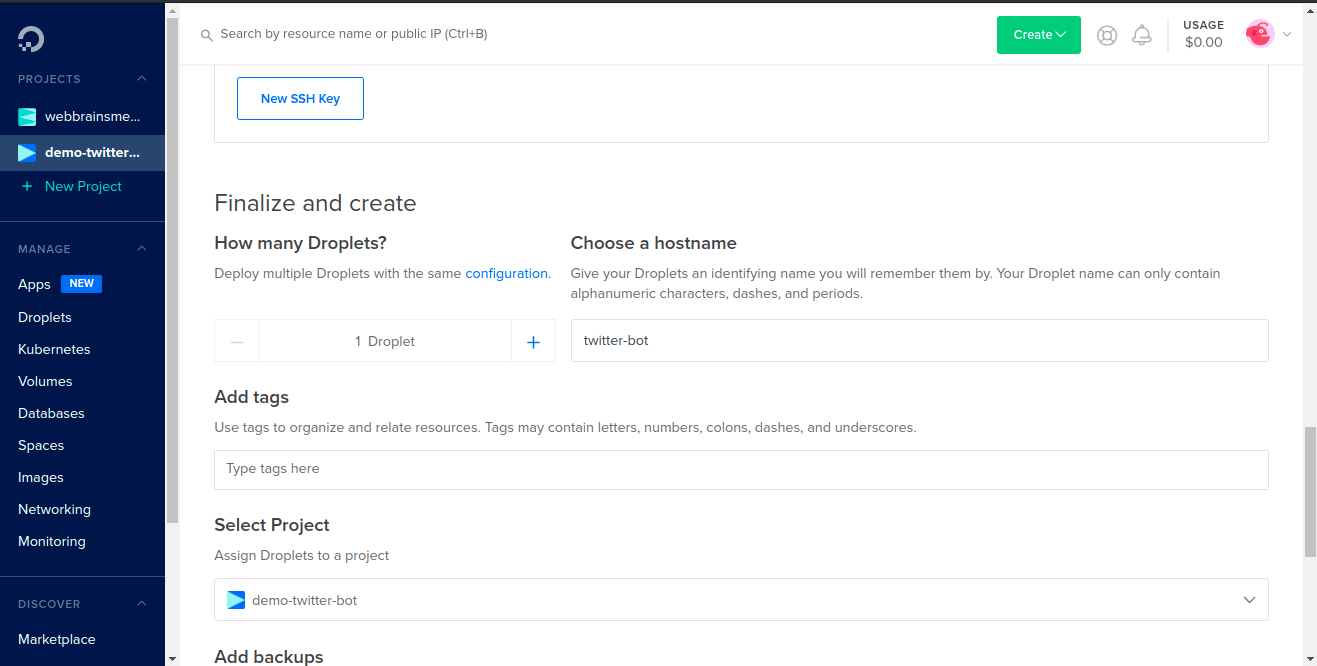 PROJECTS
webbrainsme...
demo-twitter...
+ New Project
MANAGE
Apps NEW
Droplets
Kubernetes
Volumes
Databases
Spaces
Images
Networking
Monitoring
DISCOVER
Marketplace
Search by resource name or public IP (Ctrl+B)
Create
USAGE
$0.00
New SSH Key
Finalize and create
How many Droplets?
Deploy multiple Droplets with the same configuration.
1 Droplet
Choose a hostname
Give your Droplets an identifying name you will remember them by. Your Droplet name can only contain
alphanumeric characters, dashes, and periods.
twitter-bot
Add tags
Use tags to organize and relate resources. Tags may contain letters, numbers, colons, dashes, and underscores.
Type tags here
Select Project
Assign Droplets to a project
demo-twitter-bot
Add backups